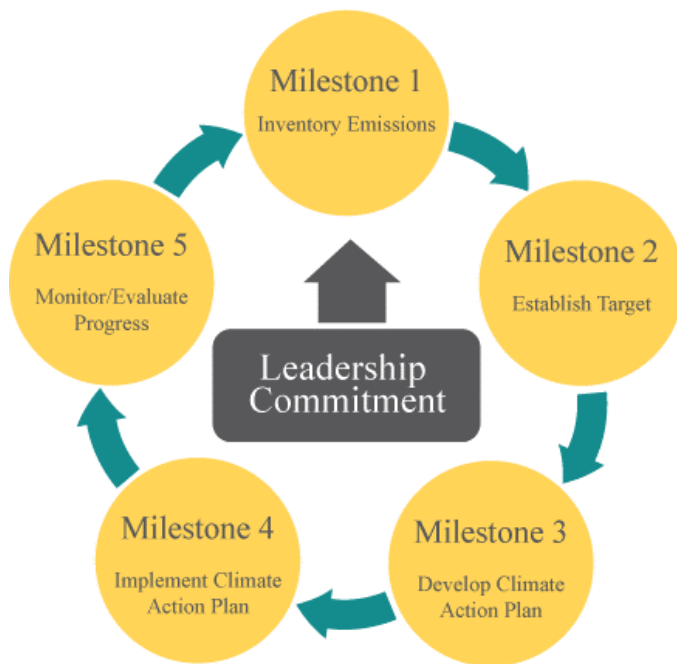 Milestone 1
Inventory Emissions
Milestone 2
Establish Target
Milestone 3
Develop Climate
Action Plan
Milestone 4
Implement Climate
Action Plan
Milestone 5
Monitor/Evaluate
Progress
Leadership
Commitment